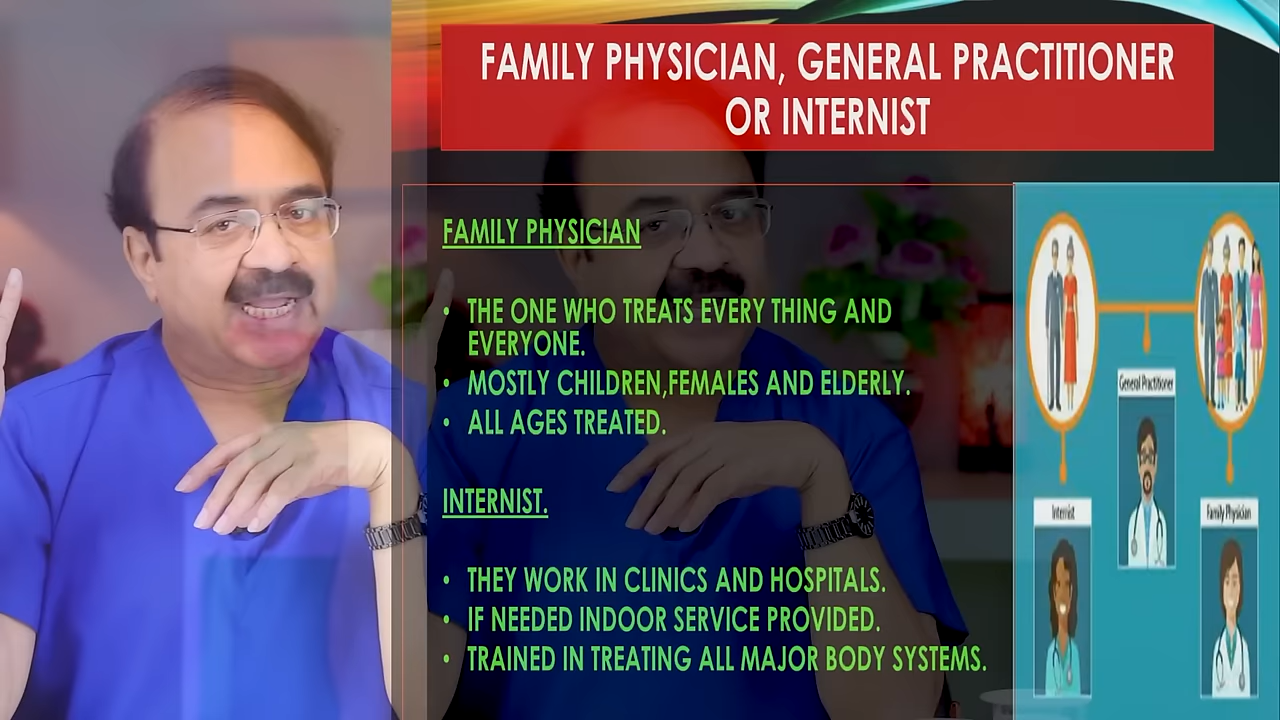 FAMILY PHYSICIAN, GENERAL PRACTITIONER
OR INTERNIST
FAMILY PHYSICIAN
• THE ONE WHO TREATS EVERY THING AND
EVERYONE.
• MOSTLY CHILDREN,FEMALES AND ELDERLY.
• ALL AGES TREATED.
INTERNIST.
• THEY WORK IN CLINICS AND HOSPITALS.
• IF NEEDED INDOOR SERVICE PROVIDED.
• TRAINED IN TREATING ALL MAJOR BODY SYSTEMS.
General Practitioner
Internist
Family Physician